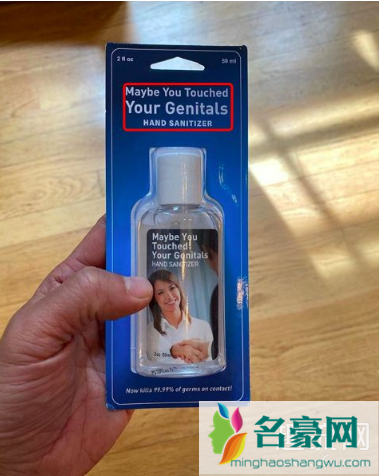 2 fl oz
59 ml
Maybe You Touched
Your Genitals
HAND SANITIZER
Maybe You
Touched
Your Genitals
HAND SANITIZER
Now kills 99.99% of germs on contact!
名豪网
minghaoshangwu.com